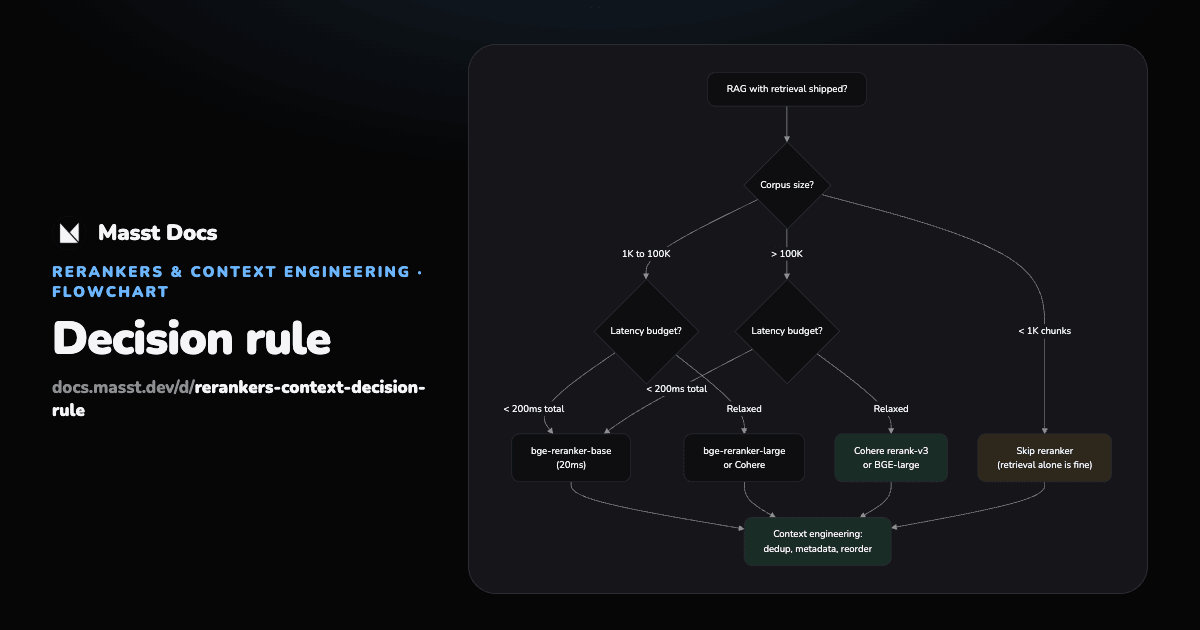 Masst Docs
RERANKERS & CONTEXT ENGINEERING ·
FLOWCHART
Decision rule
docs.masst.dev/d/rerankers-context-decision-
rule
RAG with retrieval shipped?
Corpus size?
1K to 100K
> 100K
Latency budget?
Latency budget?
< 1K chunks
< 200ms total
< 200ms total
Relaxed
Relaxed
bge-reranker-base
(20ms)
bge-reranker-large
or Cohere
Cohere rerank-v3
or BGE-large
Skip reranker
(retrieval alone is fine)
Context engineering:
dedup, metadata, reorder